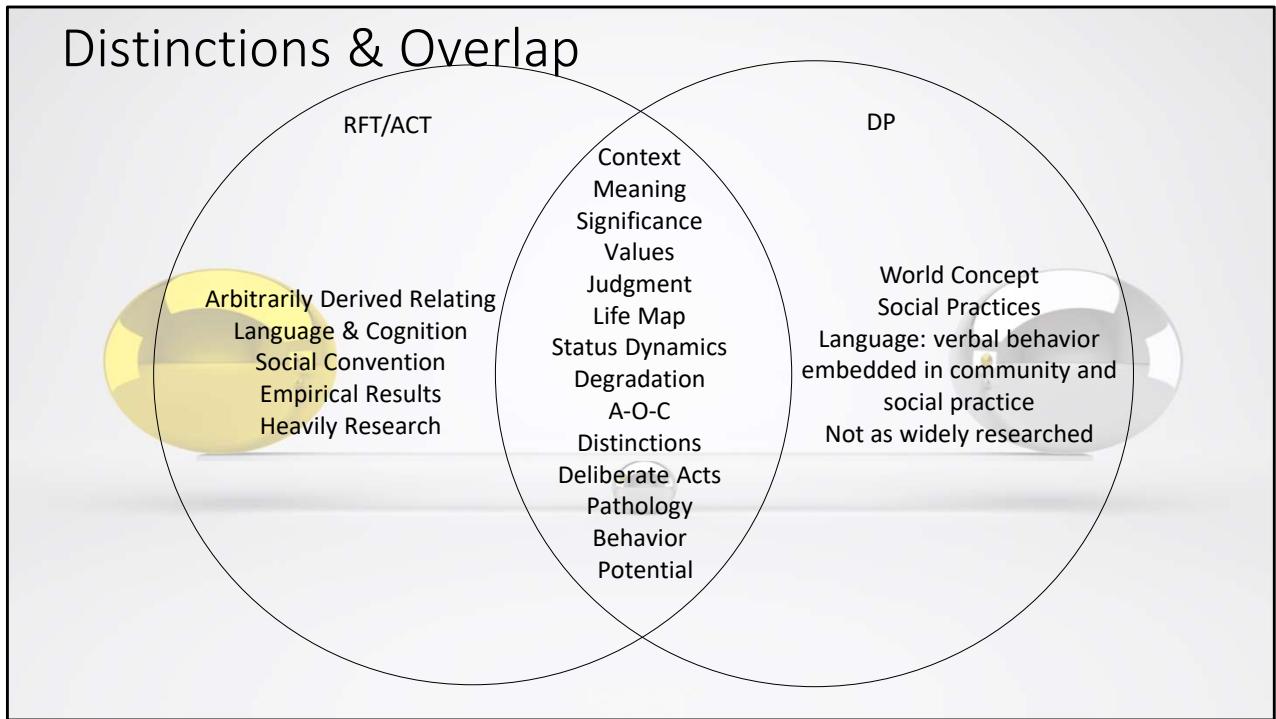 Distinctions & Overlap
RFT/ACT
Arbitrarily Derived Relating
Language & Cognition
Social Convention
Empirical Results
Heavily Research
Context
Meaning
Significance
Values
Judgment
Life Map
Status Dynamics
Degradation
A-O-C
Distinctions
Deliberate Acts
Pathology
Behavior
Potential
DP
World Concept
Social Practices
Language: verbal behavior
embedded in community and
social practice
Not as widely researched